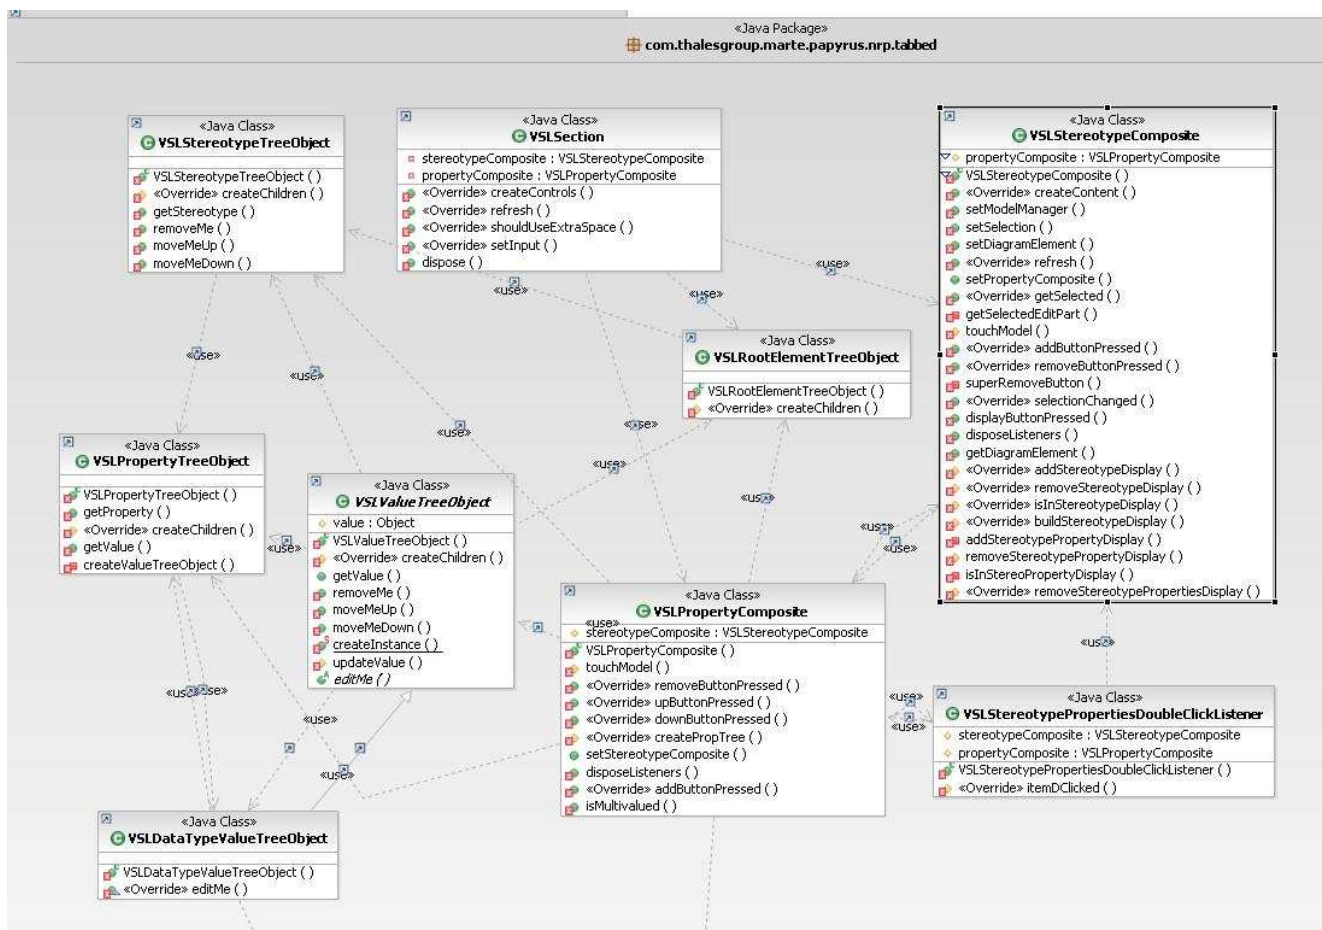 «Java Package»
com.thalesgroup.marte.papyrus.nrp.tabbed
«Java Class»
VSLStereotypeTreeObject
VSLStereotypeTreeObject ( )
«Override» createChildren ( )
getStereotype ( )
removeMe ( )
moveMeUp ( )
moveMeDown ( )
«Java Class»
VSLSection
stereotypeComposite : VSLStereotypeComposite
propertyComposite : VSLPropertyComposite
«Override» createControls ( )
«Override» refresh ( )
«Override» shouldUseExtraSpace ( )
«Override» setInput ( )
dispose ( )
«Java Class»
VSLStereotypeComposite
propertyComposite : VSLPropertyComposite
VSLStereotypeComposite ( )
«Override» createContent ( )
setModelManager ( )
setSelection ( )
setDiagramElement ( )
«Override» refresh ( )
setPropertyComposite ( )
«Override» getSelected ( )
getSelectedEditPart ( )
touchModel ( )
«Override» addButtonPressed ( )
«Override» removeButtonPressed ( )
superRemoveButton ( )
«Override» selectionChanged ( )
displayButtonPressed ( )
disposeListeners ( )
getDiagramElement ( )
«Override» addStereotypeDisplay ( )
«Override» removeStereotypeDisplay ( )
«Override» isInStereotypeDisplay ( )
«Override» buildStereotypeDisplay ( )
addStereotypePropertyDisplay ( )
removeStereotypePropertyDisplay ( )
isInStereoPropertyDisplay ( )
«Override» removeStereotypePropertiesDisplay ( )
«use»
«use»
«use»
«Java Class»
VSLRootElementTreeObject
VSLRootElementTreeObject ( )
«Override» createChildren ( )
«use»
«use»
«use»
«use»
«use»
«use»
«Java Class»
VSLPropertyTreeObject
VSLPropertyTreeObject ( )
getProperty ( )
«Override» createChildren ( )
getValue ( )
createValueTreeObject ( )
«use»
«Java Class»
VSLValueTreeObject
value : Object
VSLValueTreeObject ( )
«Override» createChildren ( )
getValue ( )
removeMe ( )
moveMeUp ( )
moveMeDown ( )
createInstance ( )
updateValue ( )
editMe ( )
«use»
«use»
«Java Class»
VSLPropertyComposite
«use»
stereotypeComposite : VSLStereotypeComposite
VSLPropertyComposite ( )
touchModel ( )
«Override» removeButtonPressed ( )
«Override» upButtonPressed ( )
«Override» downButtonPressed ( )
«Override» createPropTree ( )
setStereotypeComposite ( )
disposeListeners ( )
«Override» addButtonPressed ( )
isMultivalued ( )
«use»
«Java Class»
VSLStereotypePropertiesDoubleClickListener
stereotypeComposite : VSLStereotypeComposite
propertyComposite : VSLPropertyComposite
VSLStereotypePropertiesDoubleClickListener ( )
«Override» itemDClicked ( )
«use»
«use»
«use»
«use»
«use»
«use»
«Java Class»
VSLDataTypeValueTreeObject
VSLDataTypeValueTreeObject ( )
«Override» editMe ( )